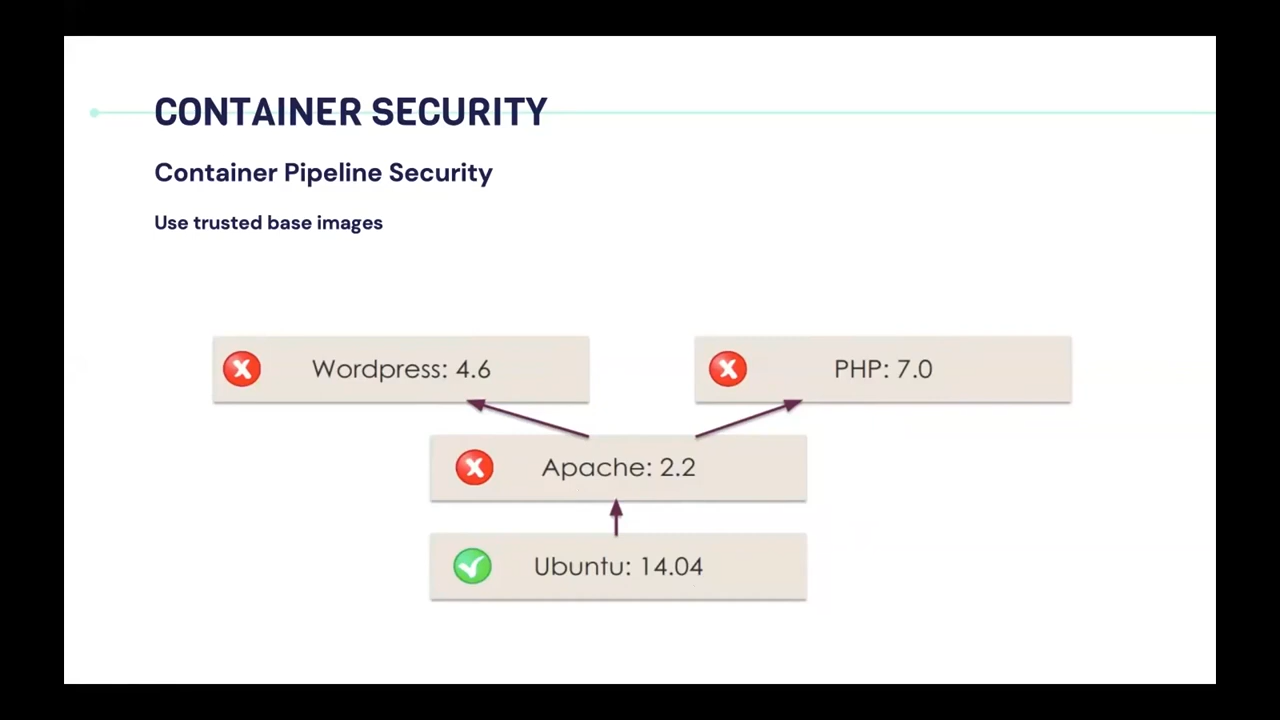 CONTAINER SECURITY
Container Pipeline Security
Use trusted base images
Wordpress: 4.6
PHP: 7.0
Apache: 2.2
Ubuntu: 14.04